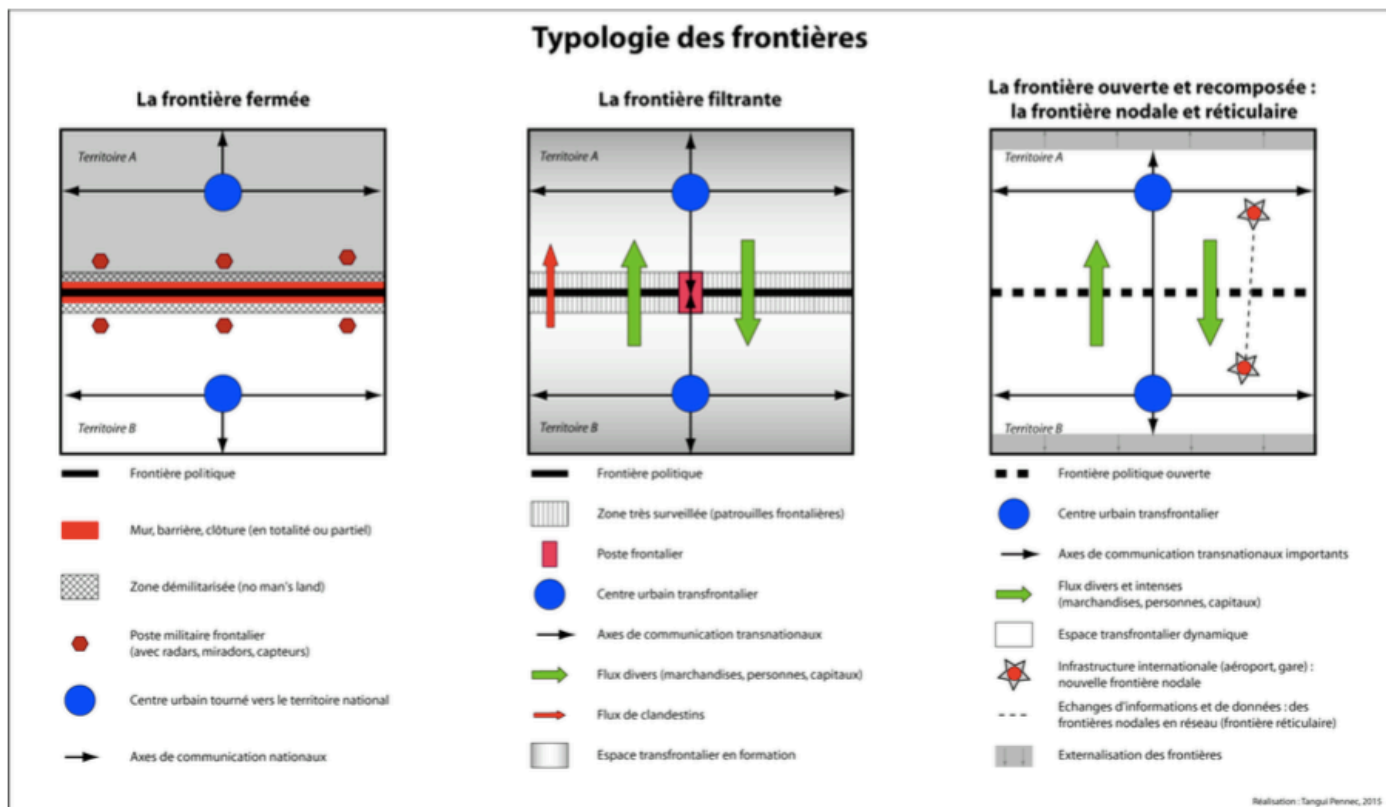 Typologie des frontières
La frontière fermée
Territoire A
Territoire B
Frontière politique
Mur, barrière, clôture (en totalité ou partiel)
Zone démilitarisée (no man's land)
Poste militaire frontalier
(avec radars, miradors, capteurs)
Centre urbain tourné vers le territoire national
Axes de communication nationaux
La frontière filtrante
Territoire A
Territoire B
Frontière politique
Zone très surveillée (patrouilles frontalières)
Poste frontalier
Centre urbain transfrontalier
Axes de communication transnationaux
Flux divers (marchandises, personnes, capitaux)
Flux de clandestins
Espace transfrontalier en formation
La frontière ouverte et recomposée :
la frontière nodale et réticulaire
Territoire A
Territoire B
Frontière politique ouverte
Centre urbain transfrontalier
Axes de communication transnationaux importants
Flux divers et intenses
(marchandises, personnes, capitaux)
Espace transfrontalier dynamique
Infrastructure internationale (aéroport, gare) :
nouvelle frontière nodale
Echanges d'informations et de données : des
frontières nodales en réseau (frontière réticulaire)
Externalisation des frontières
Réalisation : Tangui Pennec, 2015